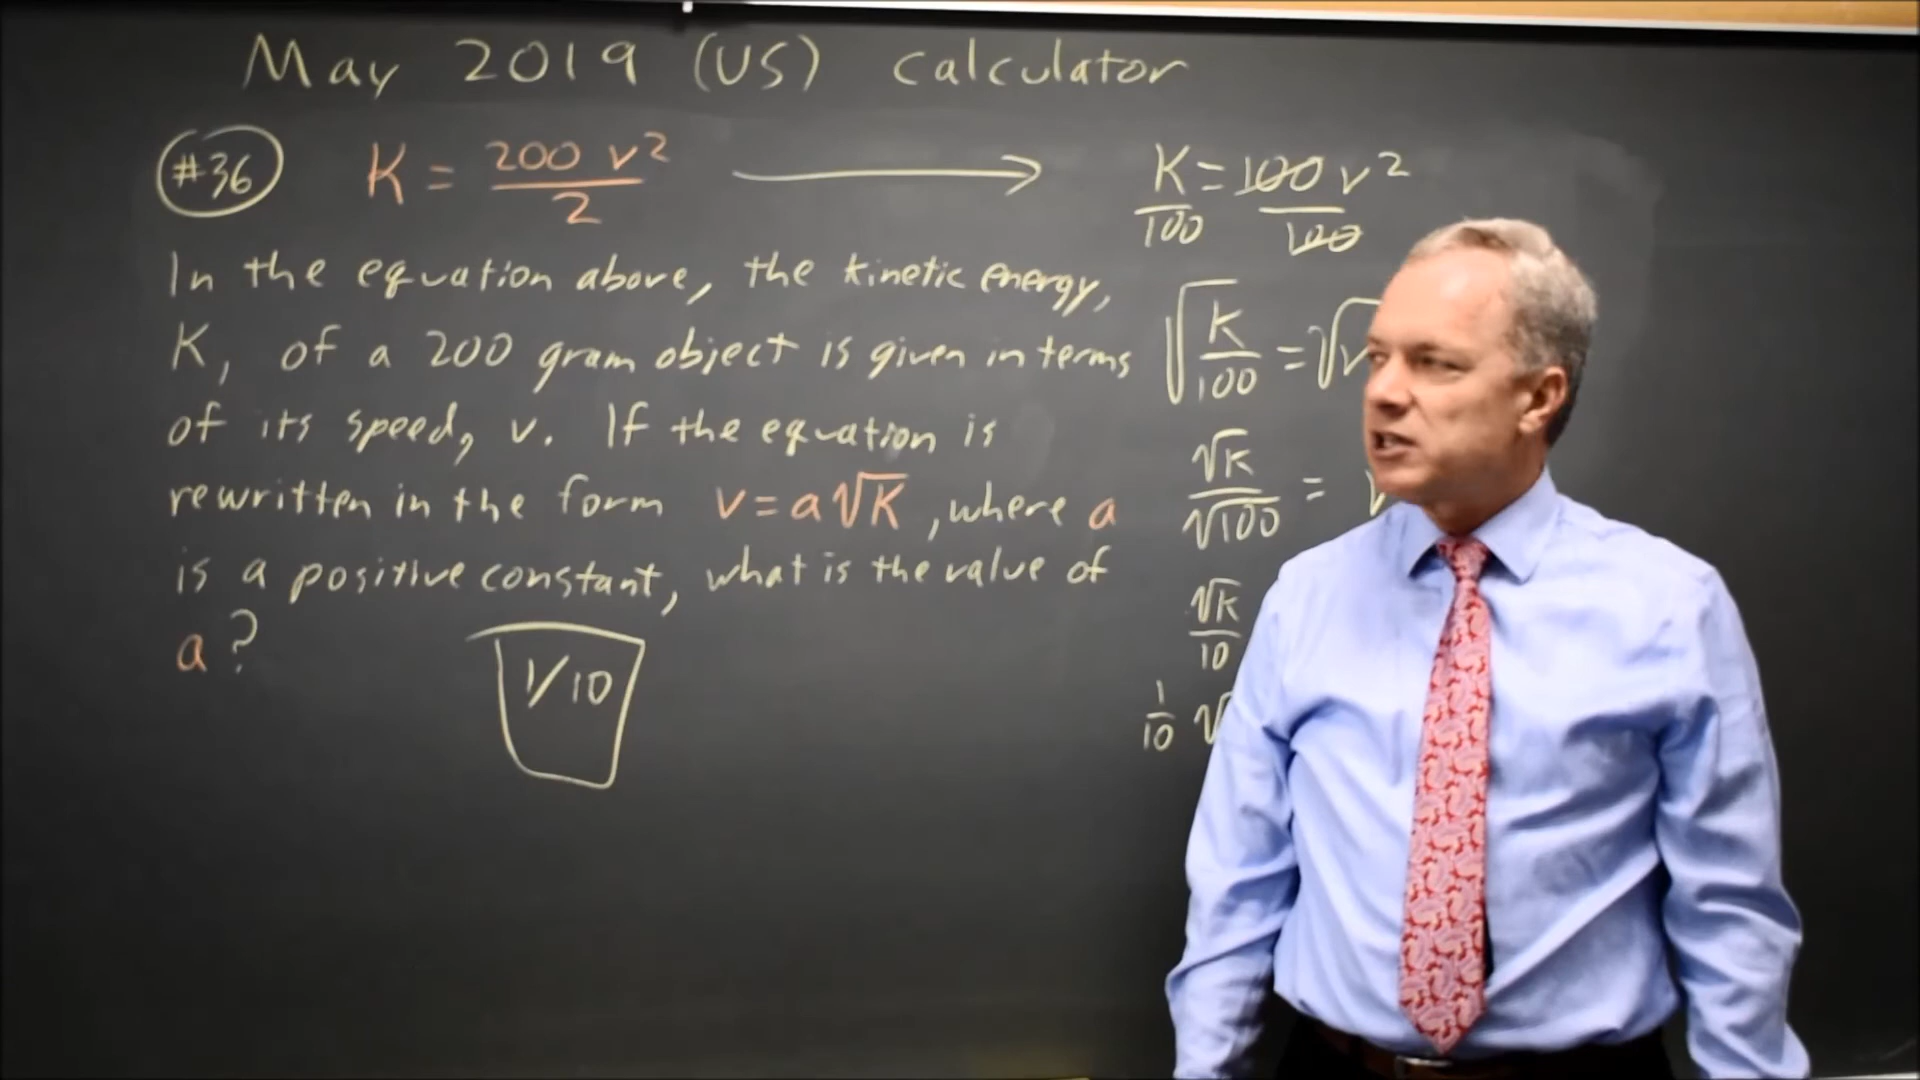 May 2019 (US) Calculator
#36 K = 200 v² / 2 → K/100 = 100 v²/100
In the equation above, the kinetic energy,
K, of a 200 gram object is given in terms
of its speed, v. If the equation is
rewritten in the form v = a√K, where a
is a positive constant, what is the value of
a?
1/10
√(K/100) = √v
√K/√100 = v
√K/10
1/10 √